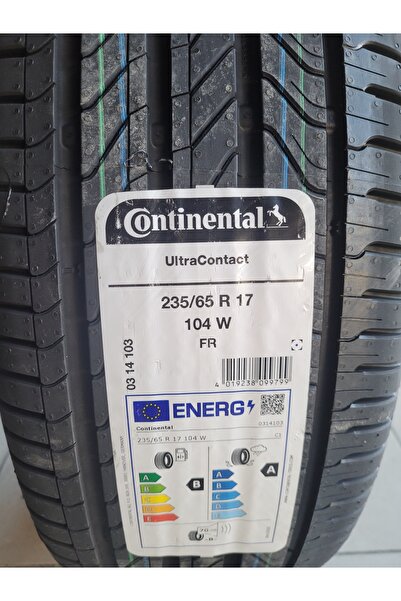 Continental
UltraContact
235/65 R 17
104 W
FR
03 14 103
4 019238 099799
ENERG
Continental
0314103
235/65 R 17 104 W
C1
A
B
C
D
E
B
A
B
C
D
E
A
70